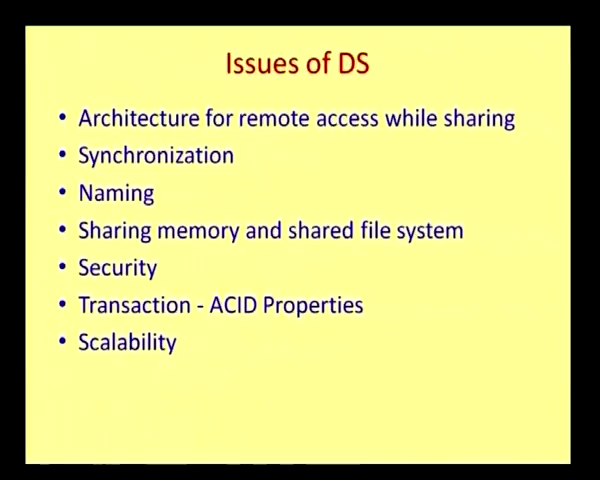 Issues of DS
• Architecture for remote access while sharing
• Synchronization
• Naming
• Sharing memory and shared file system
• Security
• Transaction - ACID Properties
• Scalability